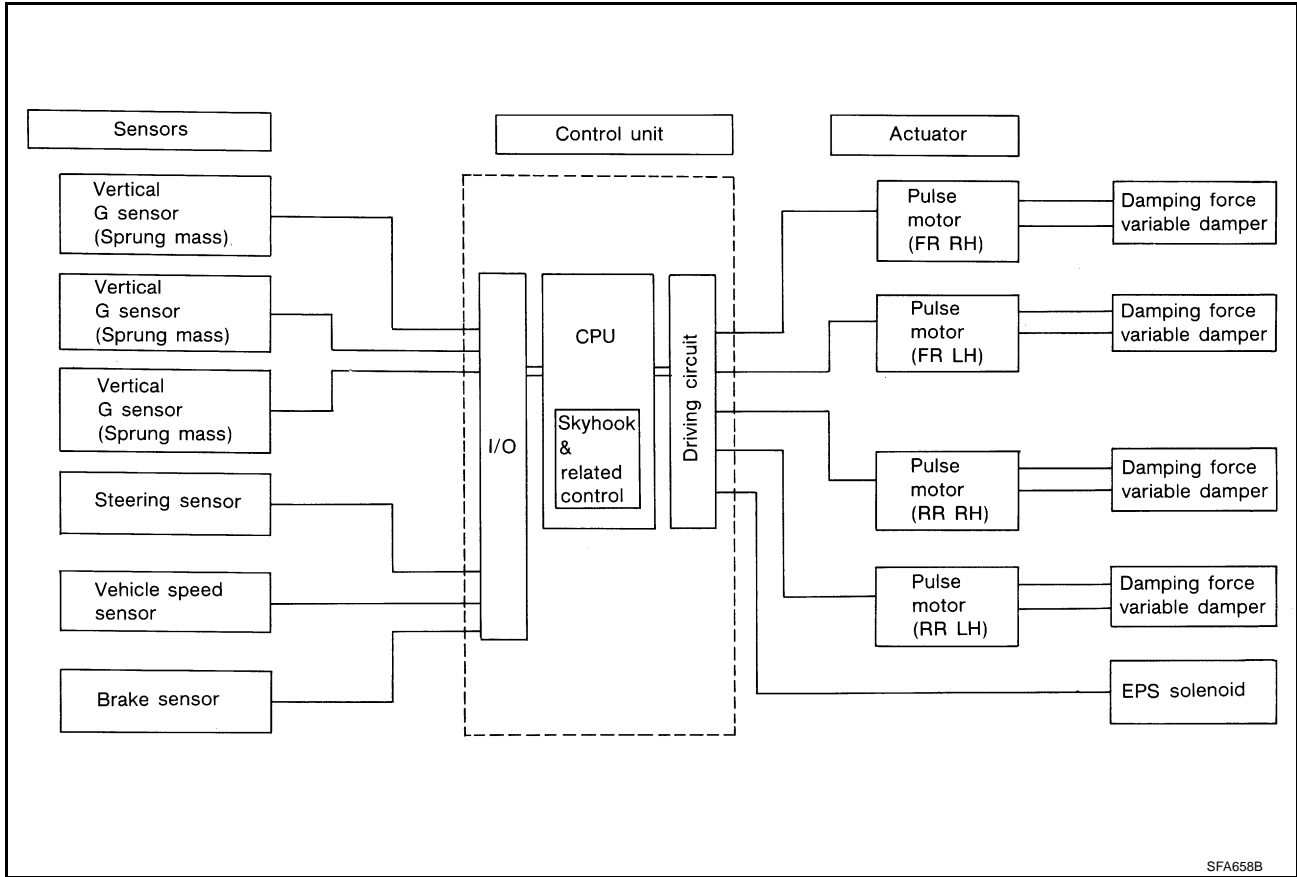 Sensors
Control unit
Actuator
Vertical
G sensor
(Sprung mass)
Vertical
G sensor
(Sprung mass)
Vertical
G sensor
(Sprung mass)
Steering sensor
Vehicle speed
sensor
Brake sensor
I/O
CPU
Skyhook
&
related
control
Driving circuit
Pulse
motor
(FR RH)
Pulse
motor
(FR LH)
Pulse
motor
(RR RH)
Pulse
motor
(RR LH)
Damping force
variable damper
Damping force
variable damper
Damping force
variable damper
Damping force
variable damper
EPS solenoid
SFA658B